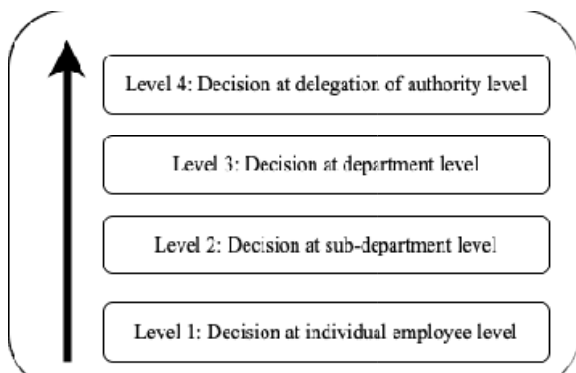 Level 4: Decision at delegation of authority level
Level 3: Decision at department level
Level 2: Decision at sub-department level
Level 1: Decision at individual employee level